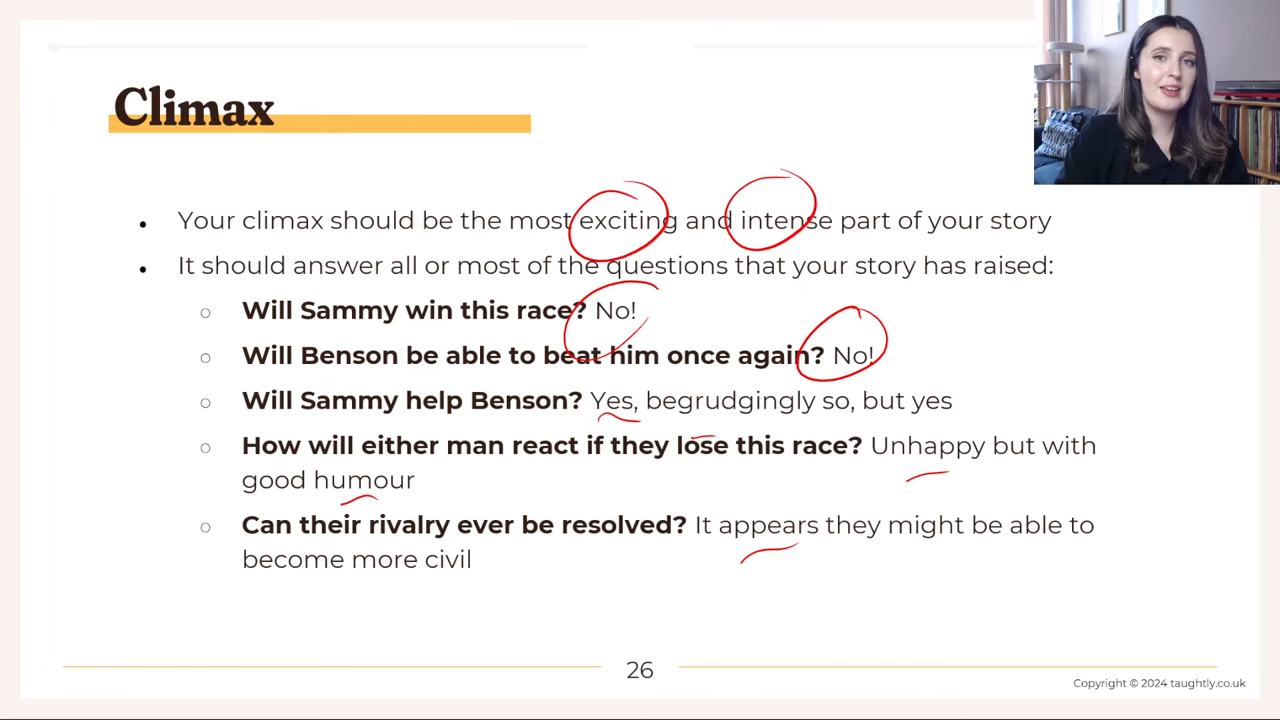 Climax
• Your climax should be the most exciting and intense part of your story
• It should answer all or most of the questions that your story has raised:
○ Will Sammy win this race? No!
○ Will Benson be able to beat him once again? No!
○ Will Sammy help Benson? Yes, begrudgingly so, but yes
○ How will either man react if they lose this race? Unhappy but with
good humour
○ Can their rivalry ever be resolved? It appears they might be able to
become more civil
26
Copyright © 2024 taughtly.co.uk